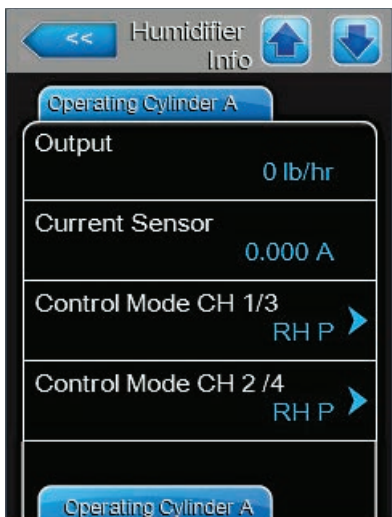 <<
Humidifier
Info
Operating Cylinder A
Output
0 lb/hr
Current Sensor
0.000 A
Control Mode CH 1/3
RH P
Control Mode CH 2 /4
RH P
Operating Cylinder A